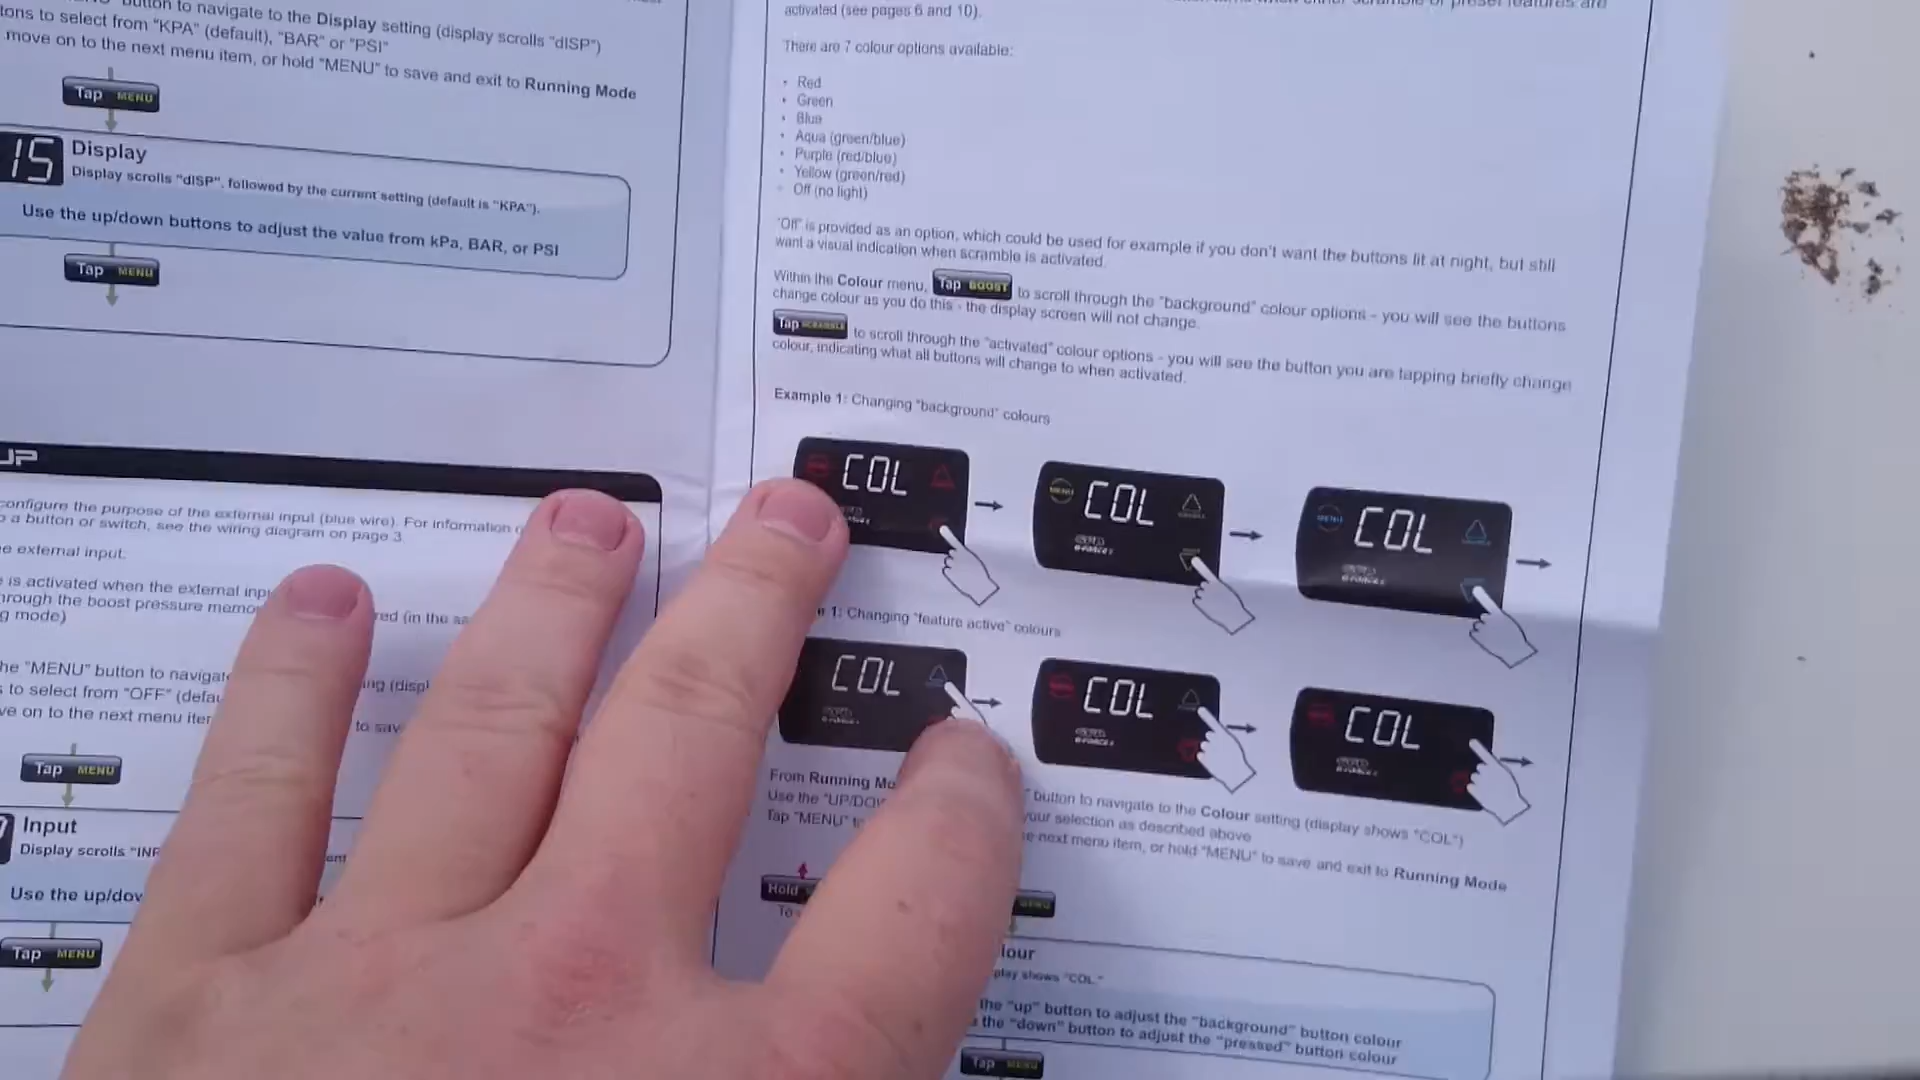 button to navigate to the Display setting (display scrolls "dISP")
tons to select from "KPA" (default), "BAR" or "PSI"
move on to the next menu item, or hold "MENU" to save and exit to Running Mode
Tap MENU
15 Display
Display scrolls "dISP", followed by the current setting (default is "KPA").
Use the up/down buttons to adjust the value from kPa, BAR, or PSI
Tap MENU
UP
configure the purpose of the external input (blue wire). For information
a button or switch, see the wiring diagram on page 3.
external input.
is activated when the external
through the boost pressure
red (in the
g mode)
he "MENU" button to
to select from "OFF"
ve on to the next menu
to
Tap MENU
Input
Display scrolls
Use the
Tap MENU
activated (see pages 6 and 10).
There are 7 colour options available:
• Red
• Green
• Blue
• Aqua (green/blue)
• Purple (red/blue)
• Yellow (green/red)
• Off (no light)
"Off" is provided as an option, which could be used for example if you don't want the buttons lit at night, but still
want a visual indication when scramble is activated.
Within the Colour menu, Tap BOOST to scroll through the "background" colour options - you will see the buttons
change colour as you do this - the display screen will not change.
Tap SCRAMBLE to scroll through the "activated" colour options - you will see the button you are tapping briefly change
colour, indicating what all buttons will change to when activated.
Example 1: Changing "background" colours
COL
MENU COL
MENU COL
1: Changing "feature active" colours
COL
COL
COL
From Running
button to navigate to the Colour setting (display shows "COL")
Use the
your selection as described above
Tap "MENU"
next menu item, or hold "MENU" to save and exit to Running Mode
Hold
MENU
To
lour
play shows "COL"
the "up" button to adjust the "background" button colour
the "down" button to adjust the "pressed" button colour
Tap MENU